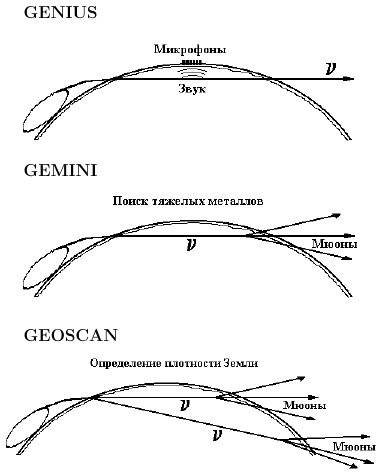 GENIUS
Микрофоны
ν
Звук
GEMINI
Поиск тяжелых металлов
ν
Мюоны
GEOSCAN
Определение плотности Земли
ν
Мюоны
ν
Мюоны